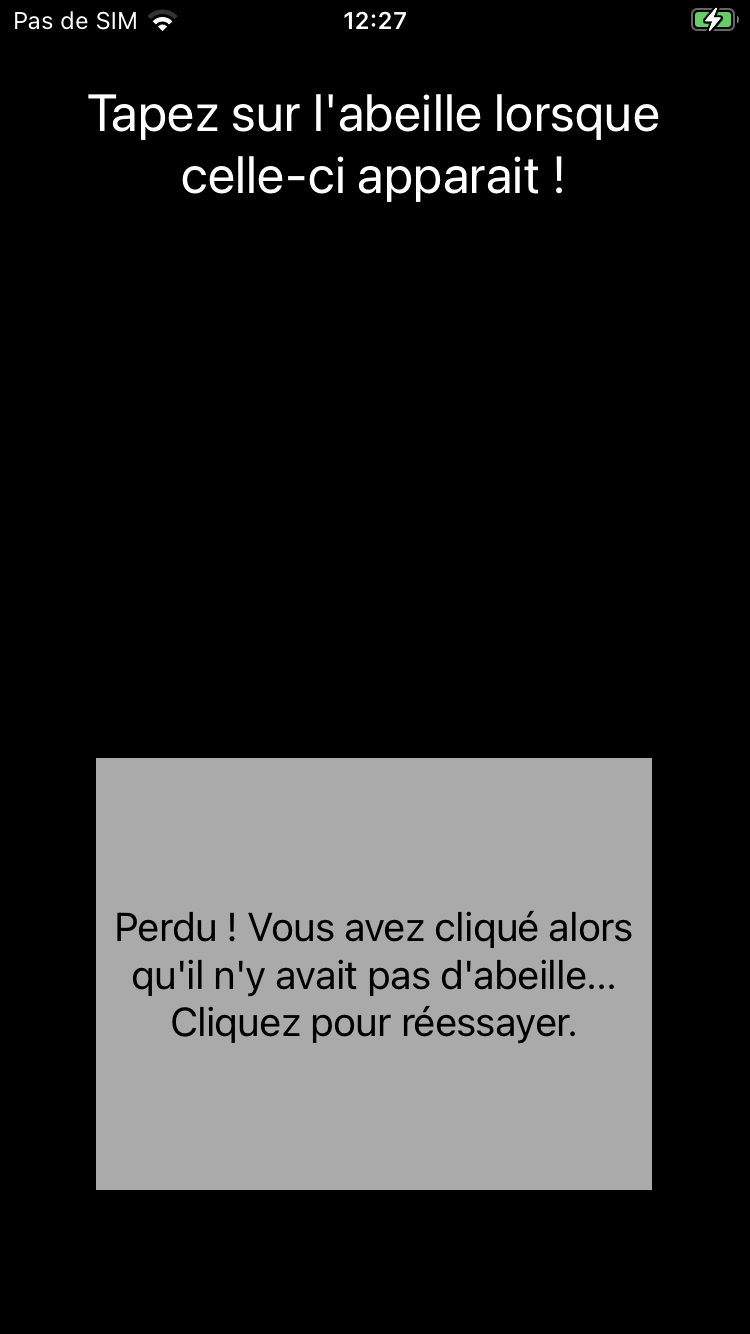 Pas de SIM 12:27
Tapez sur l'abeille lorsque
celle-ci apparait !
Perdu ! Vous avez cliqué alors
qu'il n'y avait pas d'abeille...
Cliquez pour réessayer.